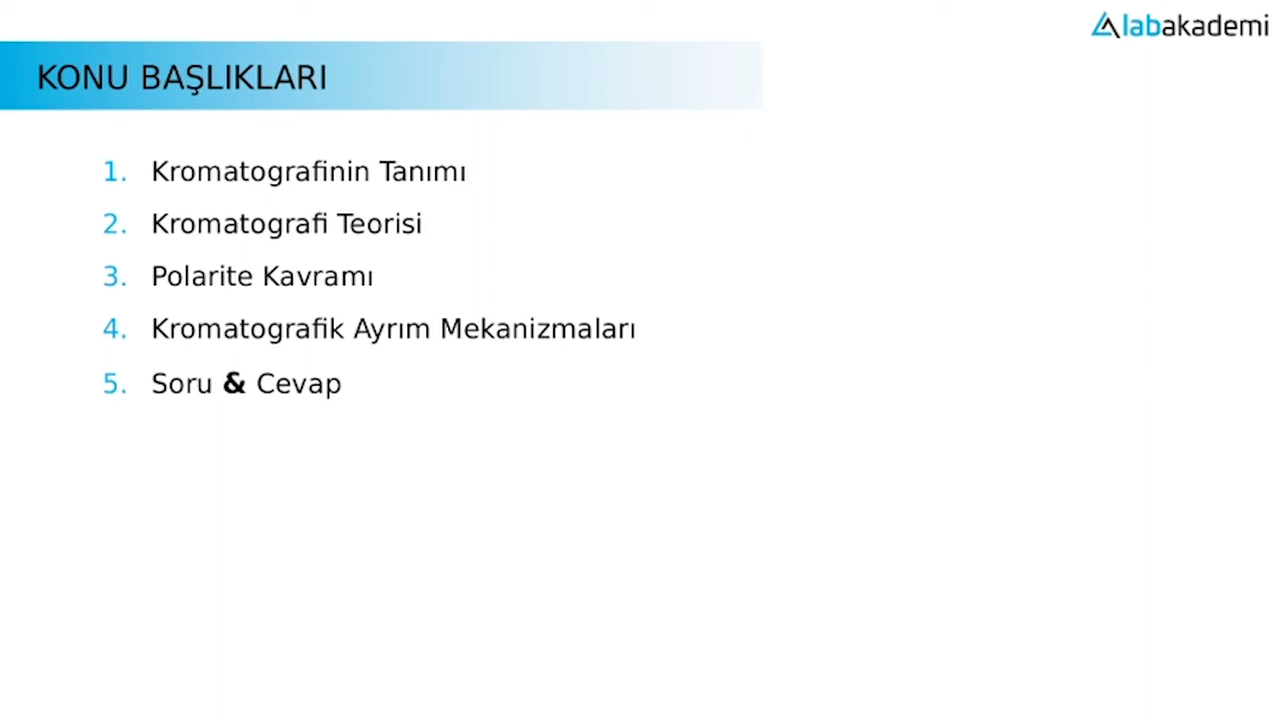 labakademi
KONU BAŞLIKLARI
1. Kromatografinin Tanımı
2. Kromatografi Teorisi
3. Polarite Kavramı
4. Kromatografik Ayrım Mekanizmaları
5. Soru & Cevap